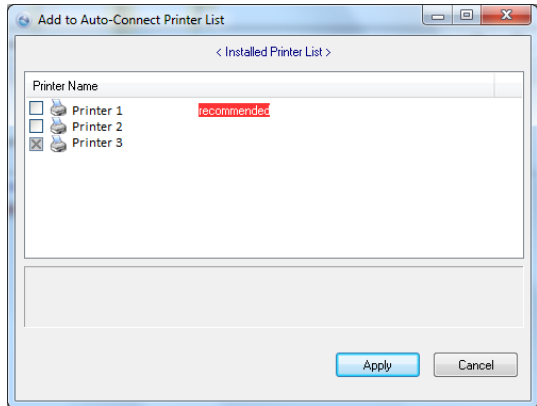 Add to Auto-Connect Printer List
< Installed Printer List >
Printer Name
Printer 1 recommended
Printer 2
Printer 3
Apply Cancel